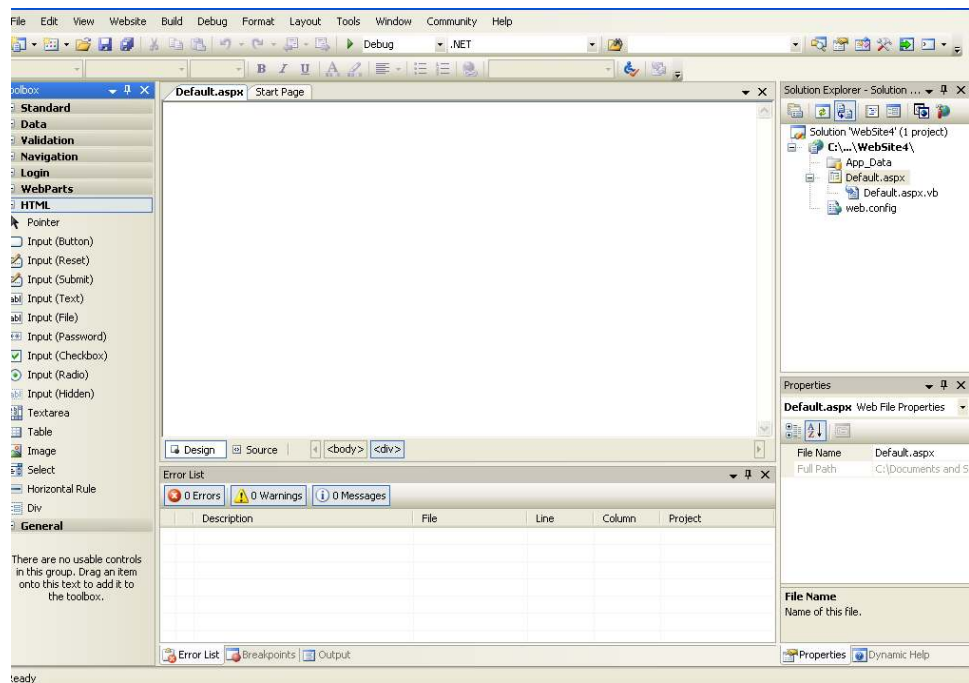 File Edit View Website Build Debug Format Layout Tools Window Community Help
Debug .NET
B I U A
oolbox
Standard
Data
Validation
Navigation
Login
WebParts
HTML
Pointer
Input (Button)
Input (Reset)
Input (Submit)
abl Input (Text)
abl Input (File)
Input (Password)
Input (Checkbox)
Input (Radio)
abl Input (Hidden)
Textarea
Table
Image
Select
Horizontal Rule
Div
General
There are no usable controls
in this group. Drag an item
onto this text to add it to
the toolbox.
Default.aspx Start Page
Design Source <body> <div>
Error List
0 Errors 0 Warnings 0 Messages
Description File Line Column Project
Error List Breakpoints Output
Solution Explorer - Solution ...
Solution 'WebSite4' (1 project)
C:\...\WebSite4\
App_Data
Default.aspx
Default.aspx.vb
web.config
Properties
Default.aspx Web File Properties
File Name Default.aspx
Full Path C:\Documents and S
File Name
Name of this file.
Properties Dynamic Help
Ready